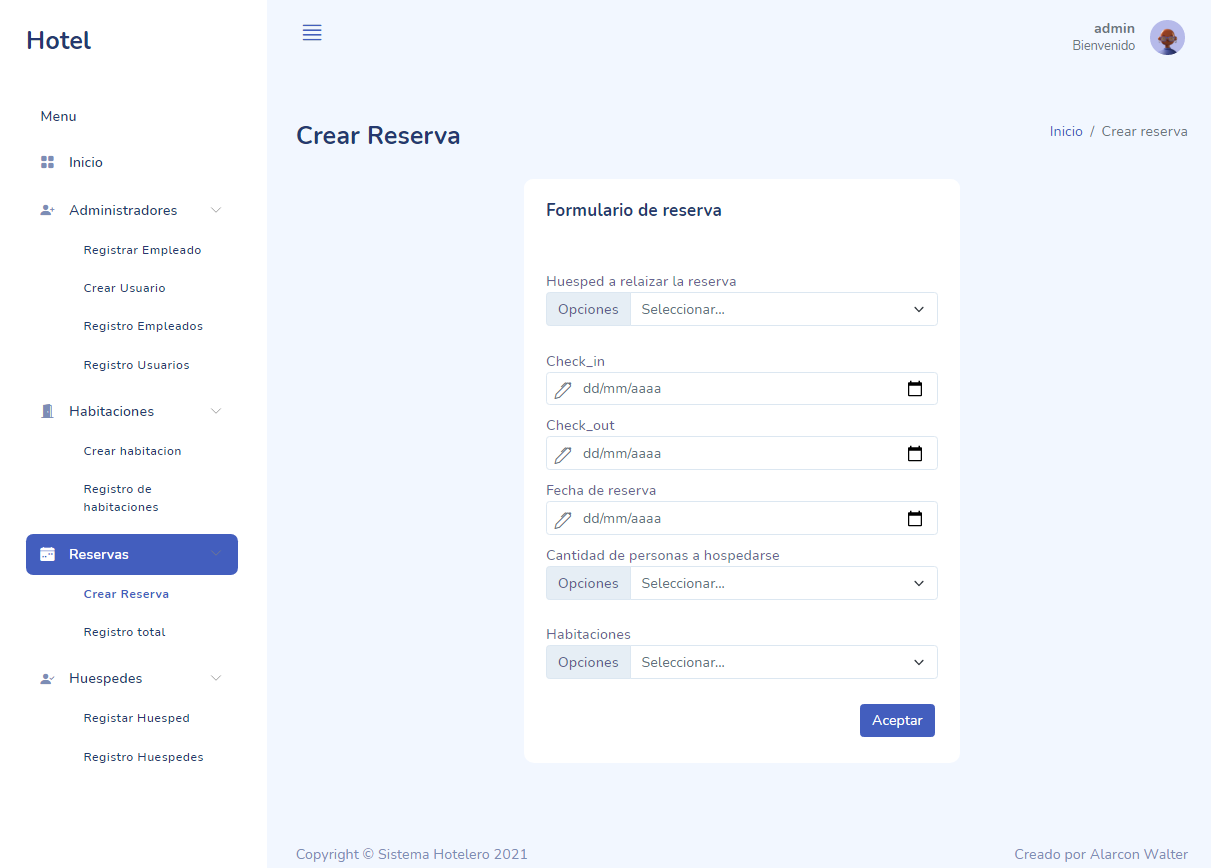 Hotel
admin
Bienvenido
Menu
Inicio
Administradores
Registrar Empleado
Crear Usuario
Registro Empleados
Registro Usuarios
Habitaciones
Crear habitacion
Registro de
habitaciones
Reservas
Crear Reserva
Registro total
Huespedes
Registar Huesped
Registro Huespedes
Crear Reserva
Inicio / Crear reserva
Formulario de reserva
Huesped a relaizar la reserva
Opciones Seleccionar...
Check_in
dd/mm/aaaa
Check_out
dd/mm/aaaa
Fecha de reserva
dd/mm/aaaa
Cantidad de personas a hospedarse
Opciones Seleccionar...
Habitaciones
Opciones Seleccionar...
Aceptar
Copyright © Sistema Hotelero 2021
Creado por Alarcon Walter